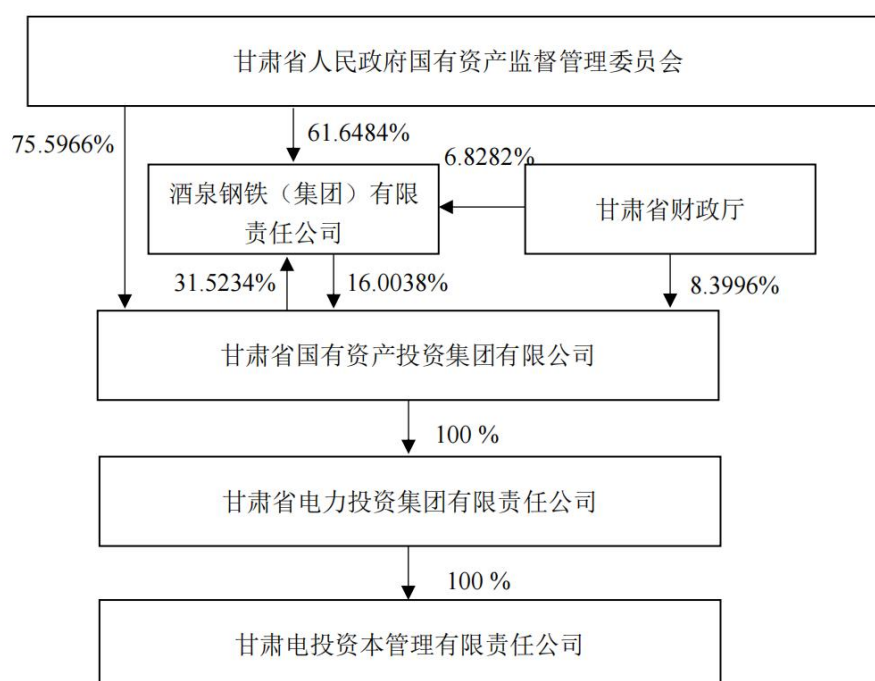 甘肃省人民政府国有资产监督管理委员会
75.5966%
61.6484%
6.8282%
酒泉钢铁（集团）有限
责任公司
甘肃省财政厅
31.5234%
16.0038%
8.3996%
甘肃省国有资产投资集团有限公司
100 %
甘肃省电力投资集团有限责任公司
100 %
甘肃电投资本管理有限责任公司